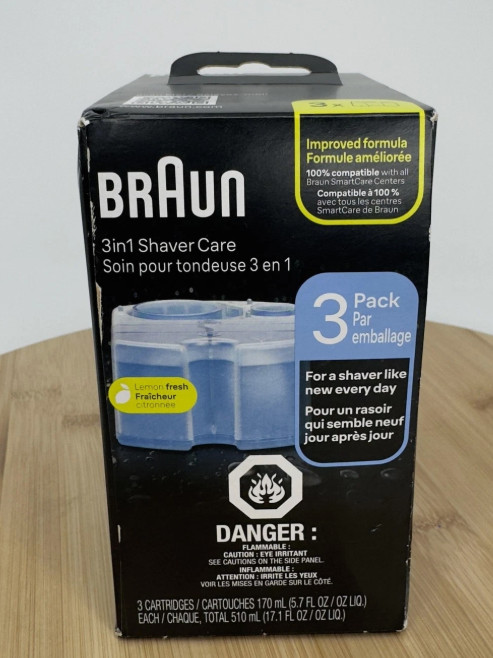 www.braun.com
3x
Improved formula
Formule améliorée
100% compatible with all
Braun SmartCare Centers
Compatible à 100 %
avec tous les centres
SmartCare de Braun
BRAUN
3in1 Shaver Care
Soin pour tondeuse 3 en 1
3 Pack
Par
emballage
For a shaver like
new every day
Pour un rasoir
qui semble neuf
jour après jour
Lemon fresh
Fraîcheur
citronnée
DANGER :
FLAMMABLE :
CAUTION : EYE IRRITANT
SEE CAUTIONS ON THE SIDE PANEL.
INFLAMMABLE :
ATTENTION : IRRITE LES YEUX
VOIR LES MISES EN GARDE SUR LE CÔTÉ.
3 CARTRIDGES / CARTOUCHES 170 mL (5.7 FL OZ / OZ LIQ.)
EACH / CHAQUE, TOTAL 510 mL (17.1 FL OZ / OZ LIQ.)